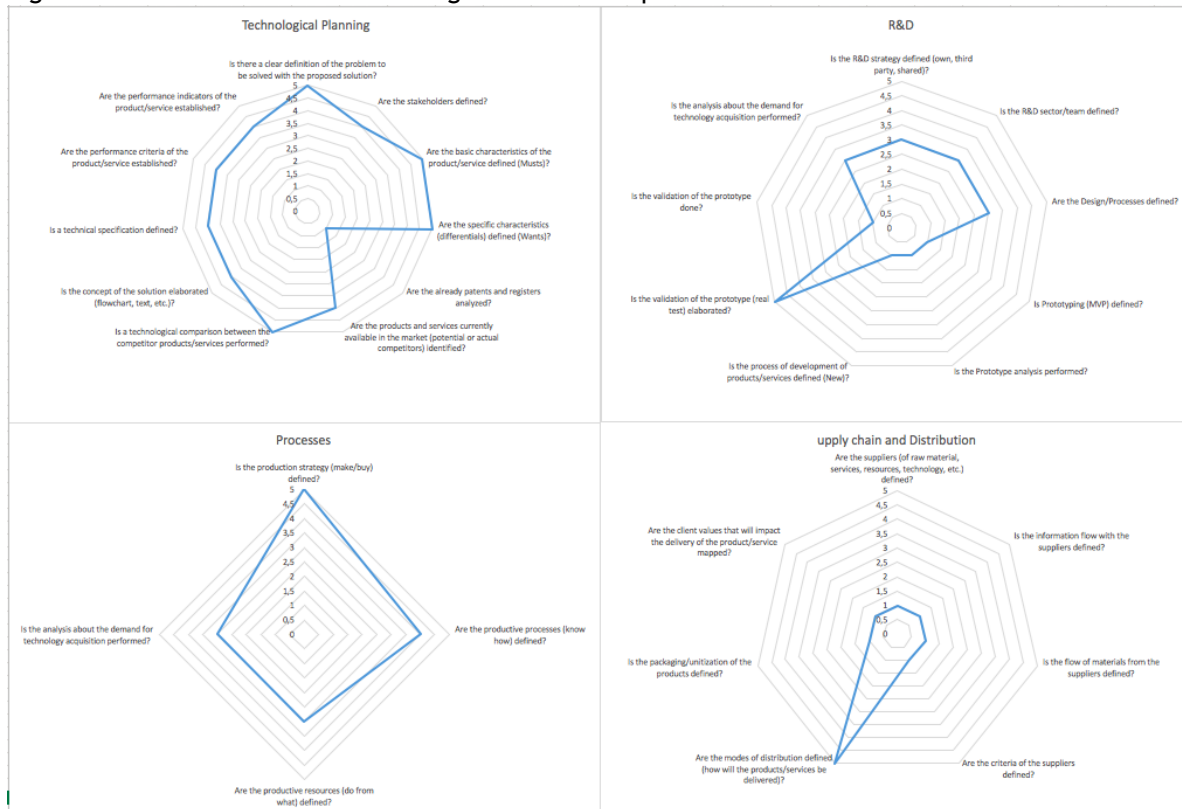 Technological Planning
Is there a clear definition of the problem to
be solved with the proposed solution?
Are the stakeholders defined?
Are the basic characteristics of the
product/service defined (Musts)?
Are the specific characteristics
(differentials) defined (Wants)?
Are the already patents and registers
analyzed?
Are the products and services currently
available in the market (potential or actual
competitors) identified?
Is a technological comparison between the
competitor products/services performed?
Is the concept of the solution elaborated
(flowchart, text, etc.)?
Is a technical specification defined?
Are the performance criteria of the
product/service established?
Are the performance indicators of the
product/service established?
5
4,5
4
3,5
3
2,5
2
1,5
1
0,5
0
R&D
Is the R&D strategy defined (own, third
party, shared)?
Is the R&D sector/team defined?
Are the Design/Processes defined?
Is Prototyping (MVP) defined?
Is the Prototype analysis performed?
Is the process of development of
products/services defined (New)?
Is the validation of the prototype (real
test) elaborated?
Is the validation of the prototype
done?
Is the analysis about the demand for
technology acquisition performed?
5
4,5
4
3,5
3
2,5
2
1,5
1
0,5
0
Processes
Is the production strategy (make/buy)
defined?
Are the productive processes (know
how) defined?
Are the productive resources (do from
what) defined?
Is the analysis about the demand for
technology acquisition performed?
5
4,5
4
3,5
3
2,5
2
1,5
1
0,5
0
upply chain and Distribution
Are the suppliers (of raw material,
services, resources, technology, etc.)
defined?
Is the information flow with the
suppliers defined?
Is the flow of materials from the
suppliers defined?
Are the criteria of the suppliers
defined?
Are the modes of distribution defined
(how will the products/services be
delivered)?
Is the packaging/unitization of the
products defined?
Are the client values that will impact
the delivery of the product/service
mapped?
5
4,5
4
3,5
3
2,5
2
1,5
1
0,5
0